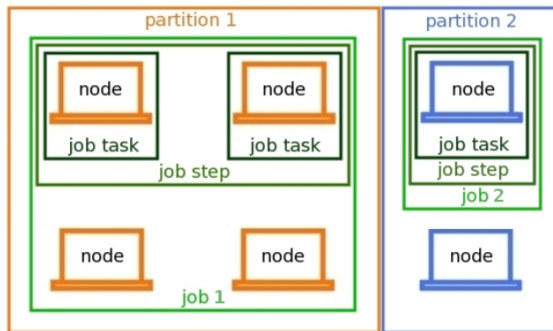 partition 1
partition 2
node
node
node
job task
job task
job task
job step
job step
job 2
node
node
node
job 1